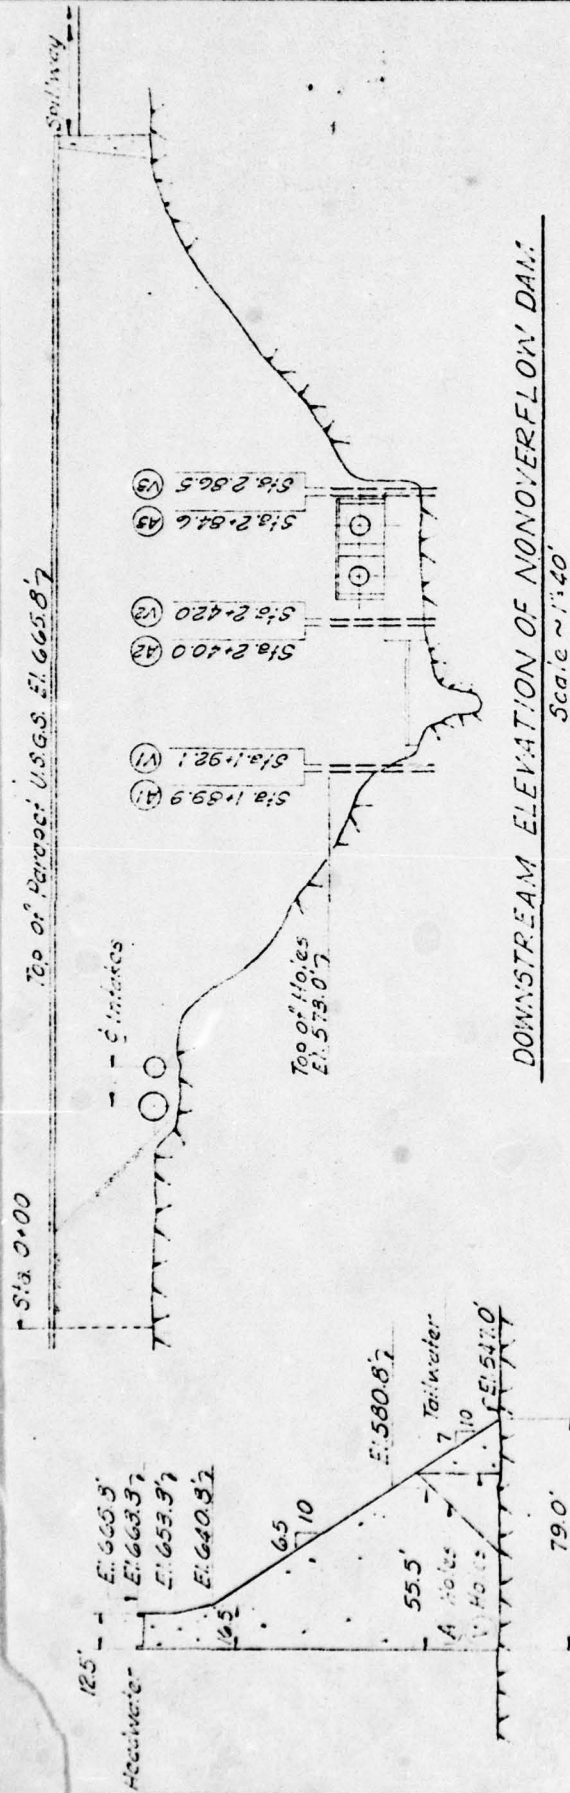 Top of Parapet U.S.G.S. El. 665.8'
Spillway
Sta. 0+00
℄ Intakes
A1 Sta. 1+89.9
V1 Sta. 1+92.1
A2 Sta. 2+40.0
V2 Sta. 2+42.0
A3 Sta. 2+84.6
V3 Sta. 2.86.5
Top of Holes
El. 573.0'
DOWNSTREAM ELEVATION OF NONOVERFLOW DAM
Scale ~ 1":40'
12.5'
Headwater
El. 665.8'
El. 663.3'
El. 653.3'
El. 640.8'
16.5'
6.5
10
El. 580.8'
Tailwater
7
10
El. 547.0'
55.5'
A Holes
V Holes
79.0'